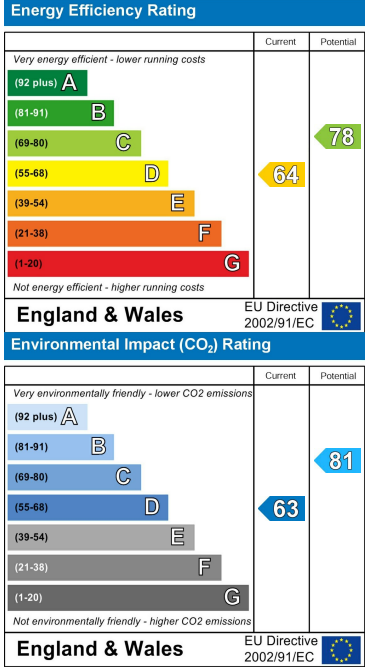 Energy Efficiency Rating
Current Potential
Very energy efficient - lower running costs
(92 plus) A
(81-91) B
(69-80) C
78
(55-68) D
64
(39-54) E
(21-38) F
(1-20) G
Not energy efficient - higher running costs
England & Wales
EU Directive
2002/91/EC
Environmental Impact (CO₂) Rating
Current Potential
Very environmentally friendly - lower CO2 emissions
(92 plus) A
(81-91) B
81
(69-80) C
(55-68) D
63
(39-54) E
(21-38) F
(1-20) G
Not environmentally friendly - higher CO2 emissions
England & Wales
EU Directive
2002/91/EC